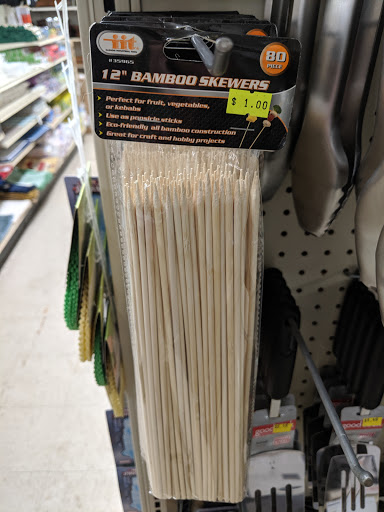 iit
#35965
80
PIECE
12" BAMBOO SKEWERS
$ 1.00
➤ Perfect for fruit, vegetables,
or kebabs
➤ Use as popsicle sticks
➤ Eco-friendly all bamboo construction
➤ Great for craft and hobby projects
good